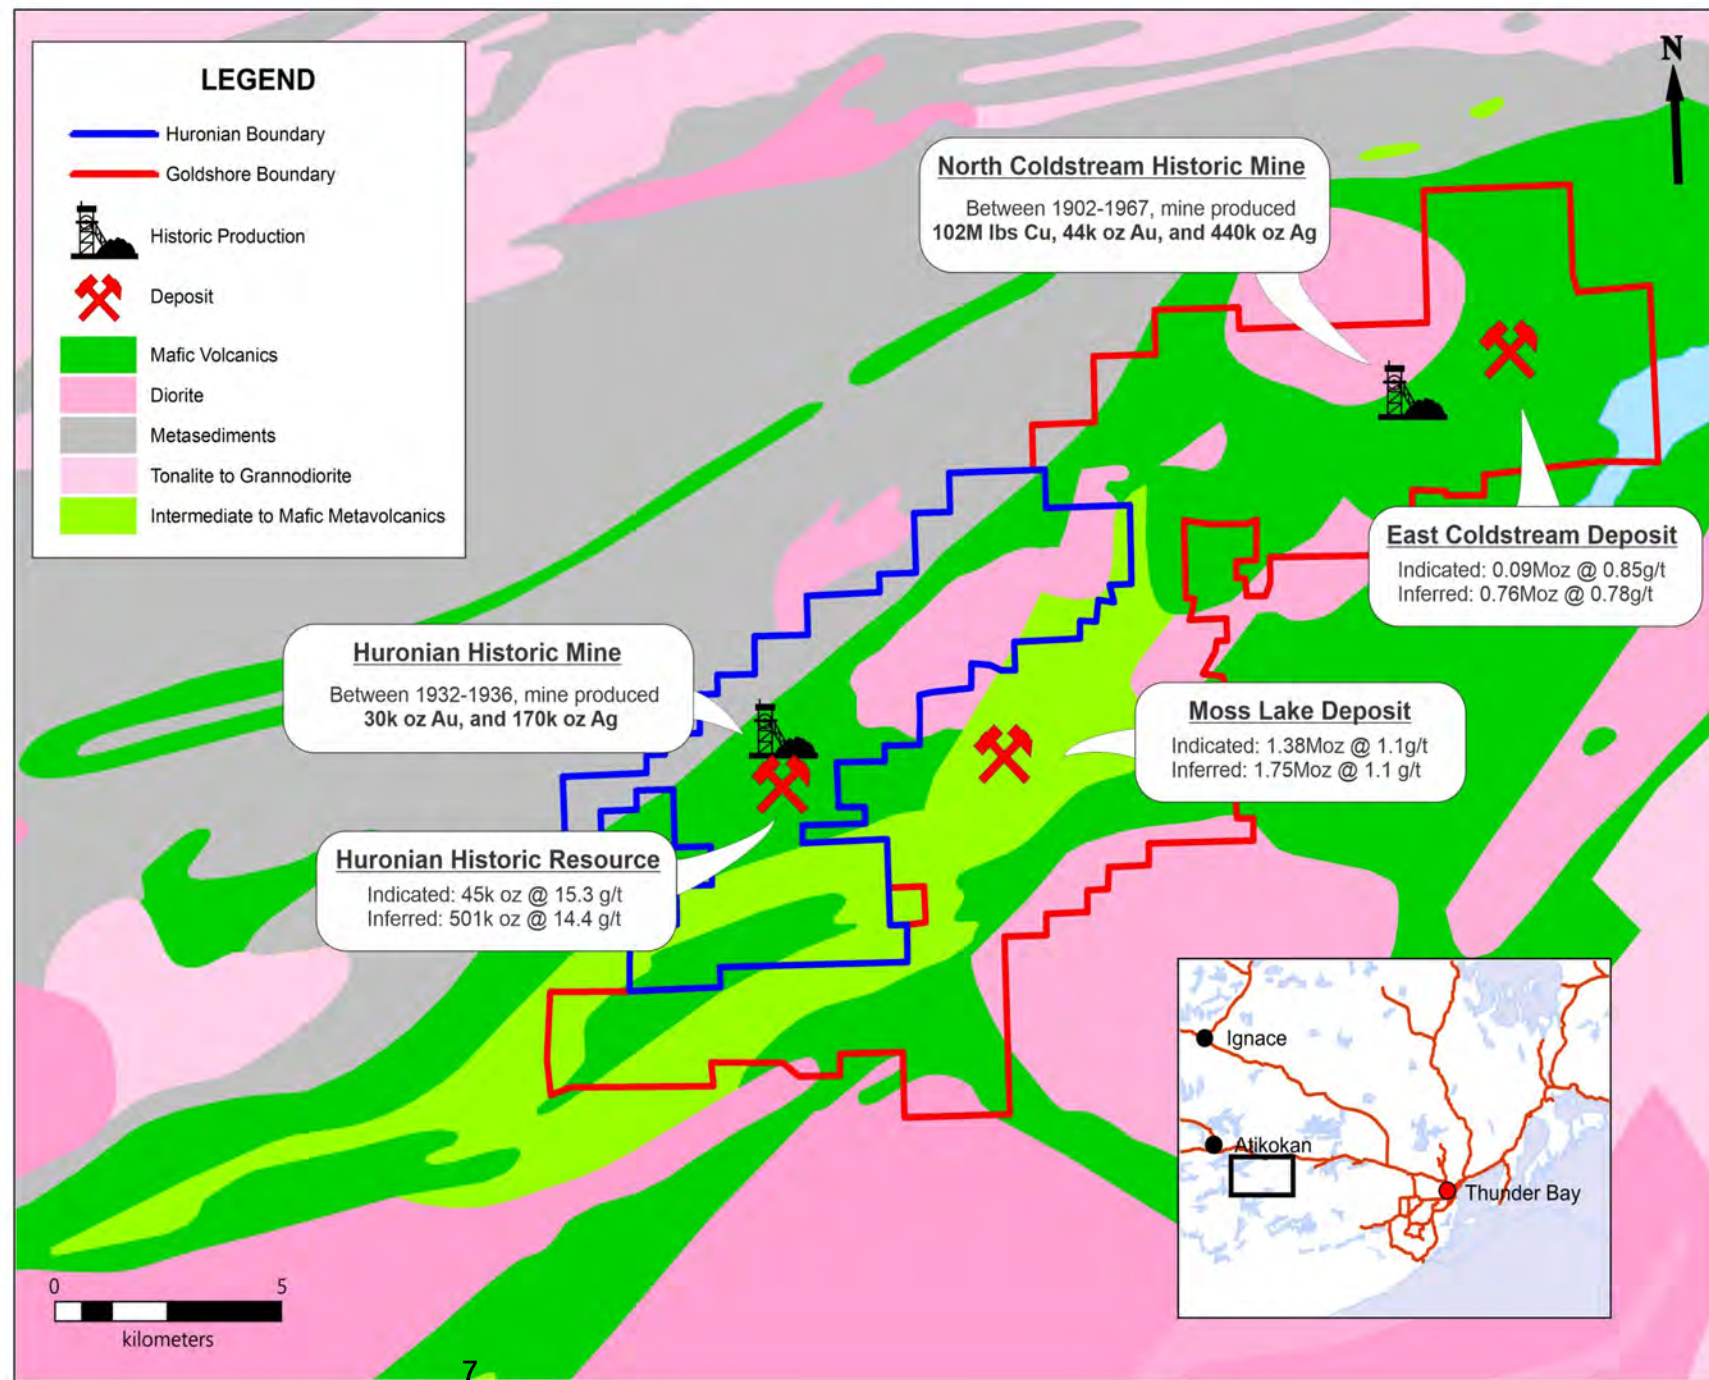 LEGEND
Huronian Boundary
Goldshore Boundary
Historic Production
Deposit
Mafic Volcanics
Diorite
Metasediments
Tonalite to Grannodiorite
Intermediate to Mafic Metavolcanics
N
North Coldstream Historic Mine
Between 1902-1967, mine produced
102M lbs Cu, 44k oz Au, and 440k oz Ag
East Coldstream Deposit
Indicated: 0.09Moz @ 0.85g/t
Inferred: 0.76Moz @ 0.78g/t
Huronian Historic Mine
Between 1932-1936, mine produced
30k oz Au, and 170k oz Ag
Moss Lake Deposit
Indicated: 1.38Moz @ 1.1g/t
Inferred: 1.75Moz @ 1.1 g/t
Huronian Historic Resource
Indicated: 45k oz @ 15.3 g/t
Inferred: 501k oz @ 14.4 g/t
Ignace
Atikokan
Thunder Bay
0 5
kilometers
7